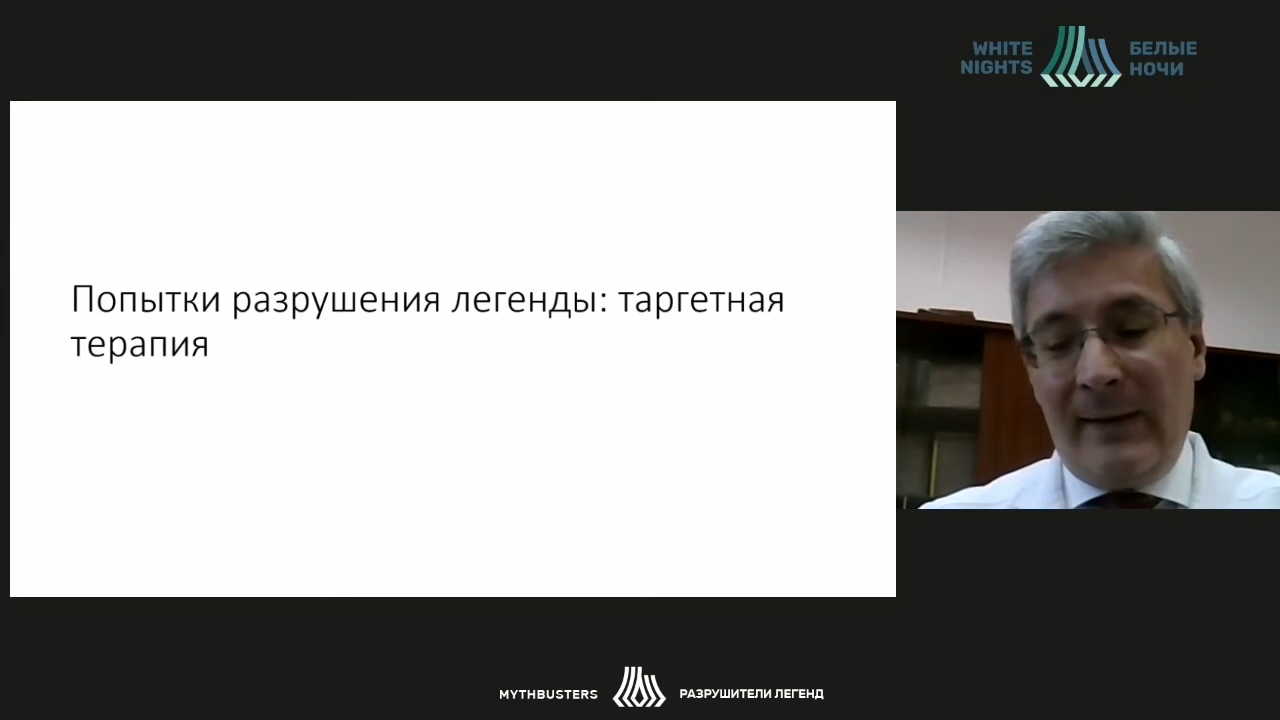 WHITE
NIGHTS
БЕЛЫЕ
НОЧИ
Попытки разрушения легенды: таргетная
терапия
MYTHBUSTERS
РАЗРУШИТЕЛИ ЛЕГЕНД